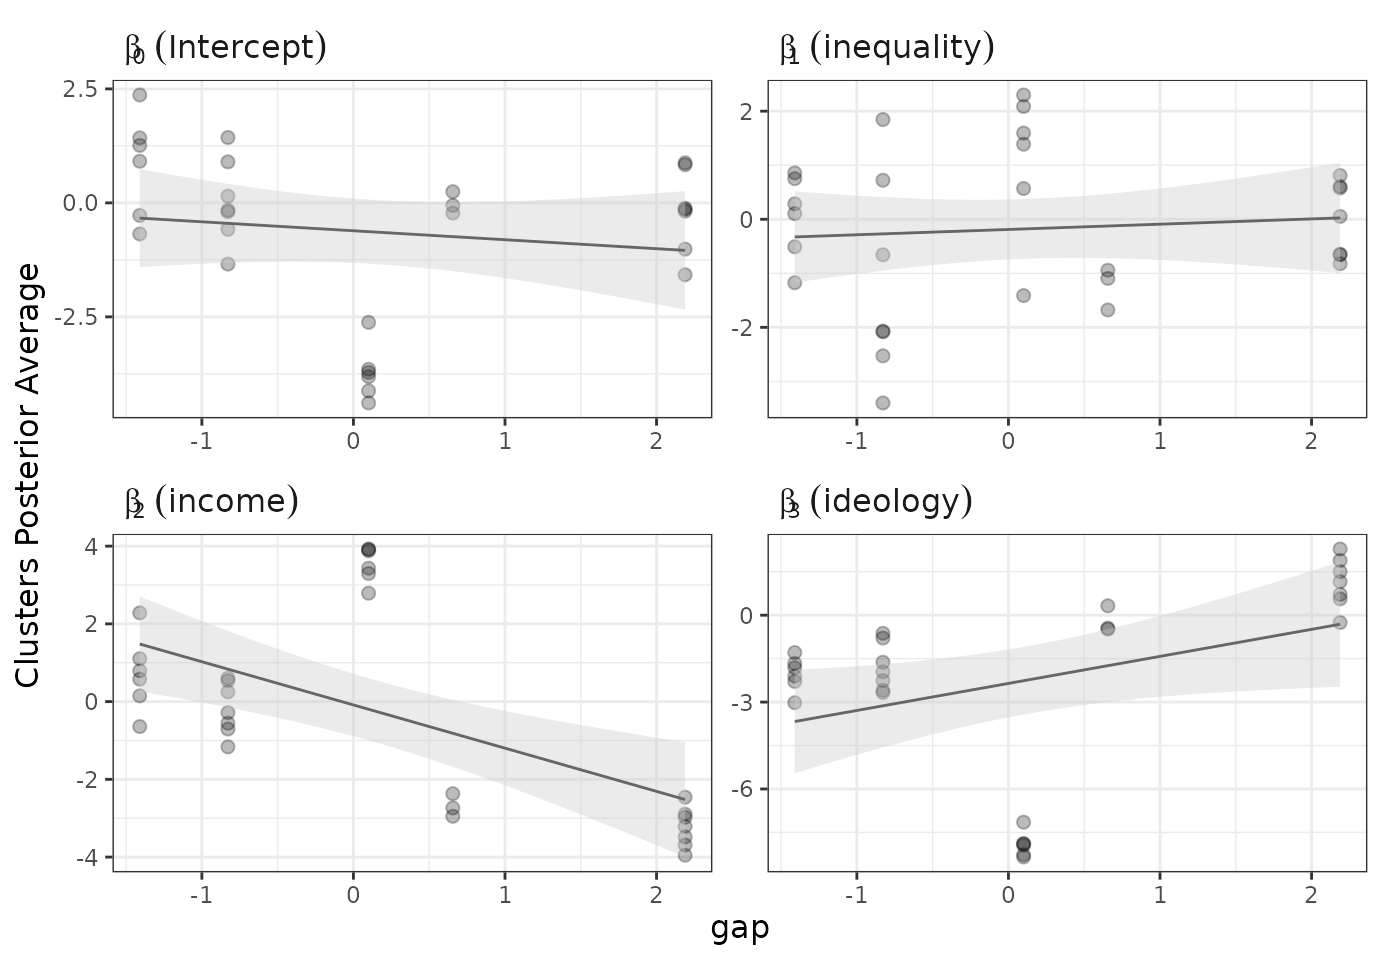 β0 (Intercept)
β1 (inequality)
2.5
0.0
-2.5
2
0
-2
-1 0 1 2
-1 0 1 2
β2 (income)
β3 (ideology)
4
2
0
-2
-4
0
-3
-6
-1 0 1 2
-1 0 1 2
Clusters Posterior Average
gap